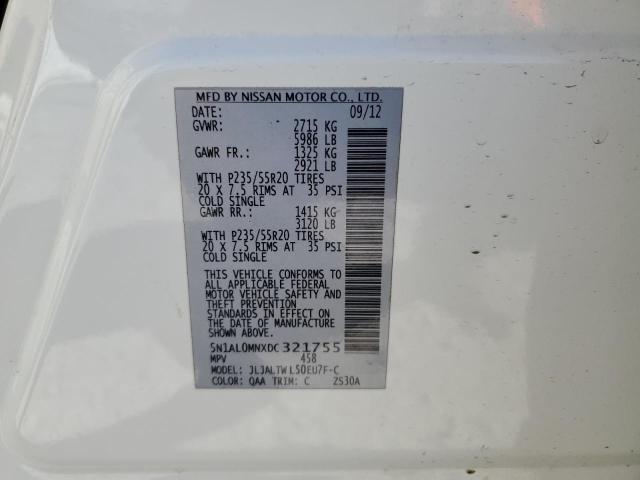 MFD BY NISSAN MOTOR CO., LTD.
DATE: 09/12
GVWR: 2715 KG
5986 LB
GAWR FR.: 1325 KG
2921 LB
WITH P235/55R20 TIRES
20 X 7.5 RIMS AT 35 PSI
COLD SINGLE
GAWR RR.: 1415 KG
3120 LB
WITH P235/55R20 TIRES
20 X 7.5 RIMS AT 35 PSI
COLD SINGLE
THIS VEHICLE CONFORMS TO
ALL APPLICABLE FEDERAL
MOTOR VEHICLE SAFETY AND
THEFT PREVENTION
STANDARDS IN EFFECT ON
THE DATE OF MANUFACTURE
SHOWN ABOVE.
5N1AL0MNXDC321755
MPV 458
MODEL: JLJALTWL50EU7F-C
COLOR: QAA TRIM: C ZS30A